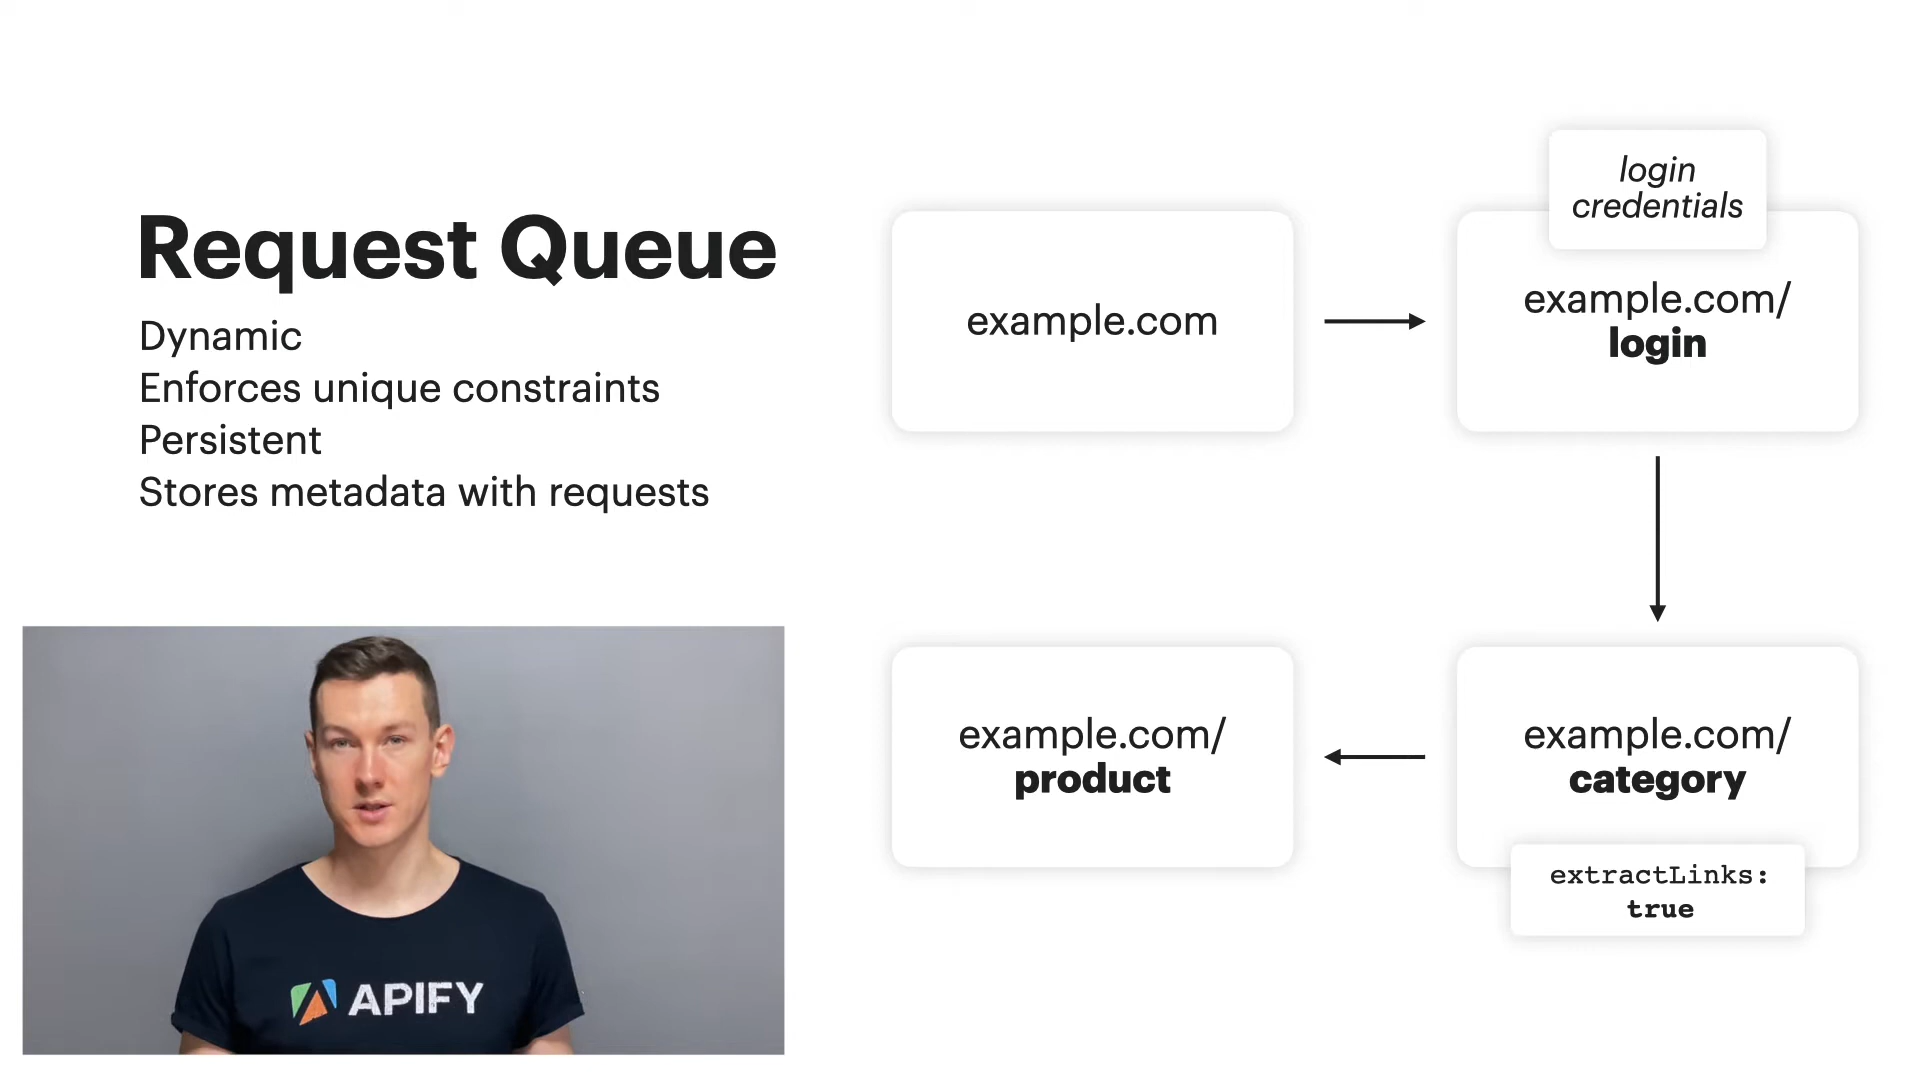 Request Queue
Dynamic
Enforces unique constraints
Persistent
Stores metadata with requests
example.com
login
credentials
example.com/
login
example.com/
product
example.com/
category
extractLinks:
true
APIFY